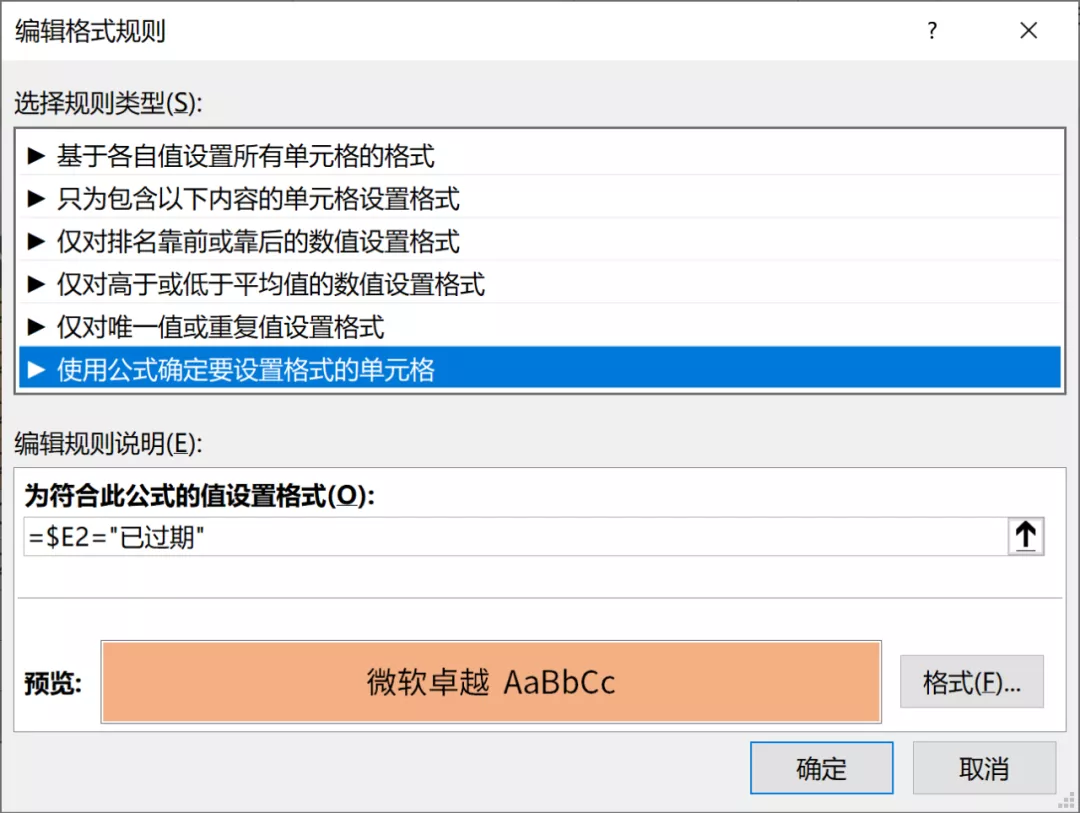 编辑格式规则
?
选择规则类型(S):
► 基于各自值设置所有单元格的格式
► 只为包含以下内容的单元格设置格式
► 仅对排名靠前或靠后的数值设置格式
► 仅对高于或低于平均值的数值设置格式
► 仅对唯一值或重复值设置格式
► 使用公式确定要设置格式的单元格
编辑规则说明(E):
为符合此公式的值设置格式(O):
=$E2="已过期"
预览:
微软卓越 AaBbCc
格式(F)...
确定
取消